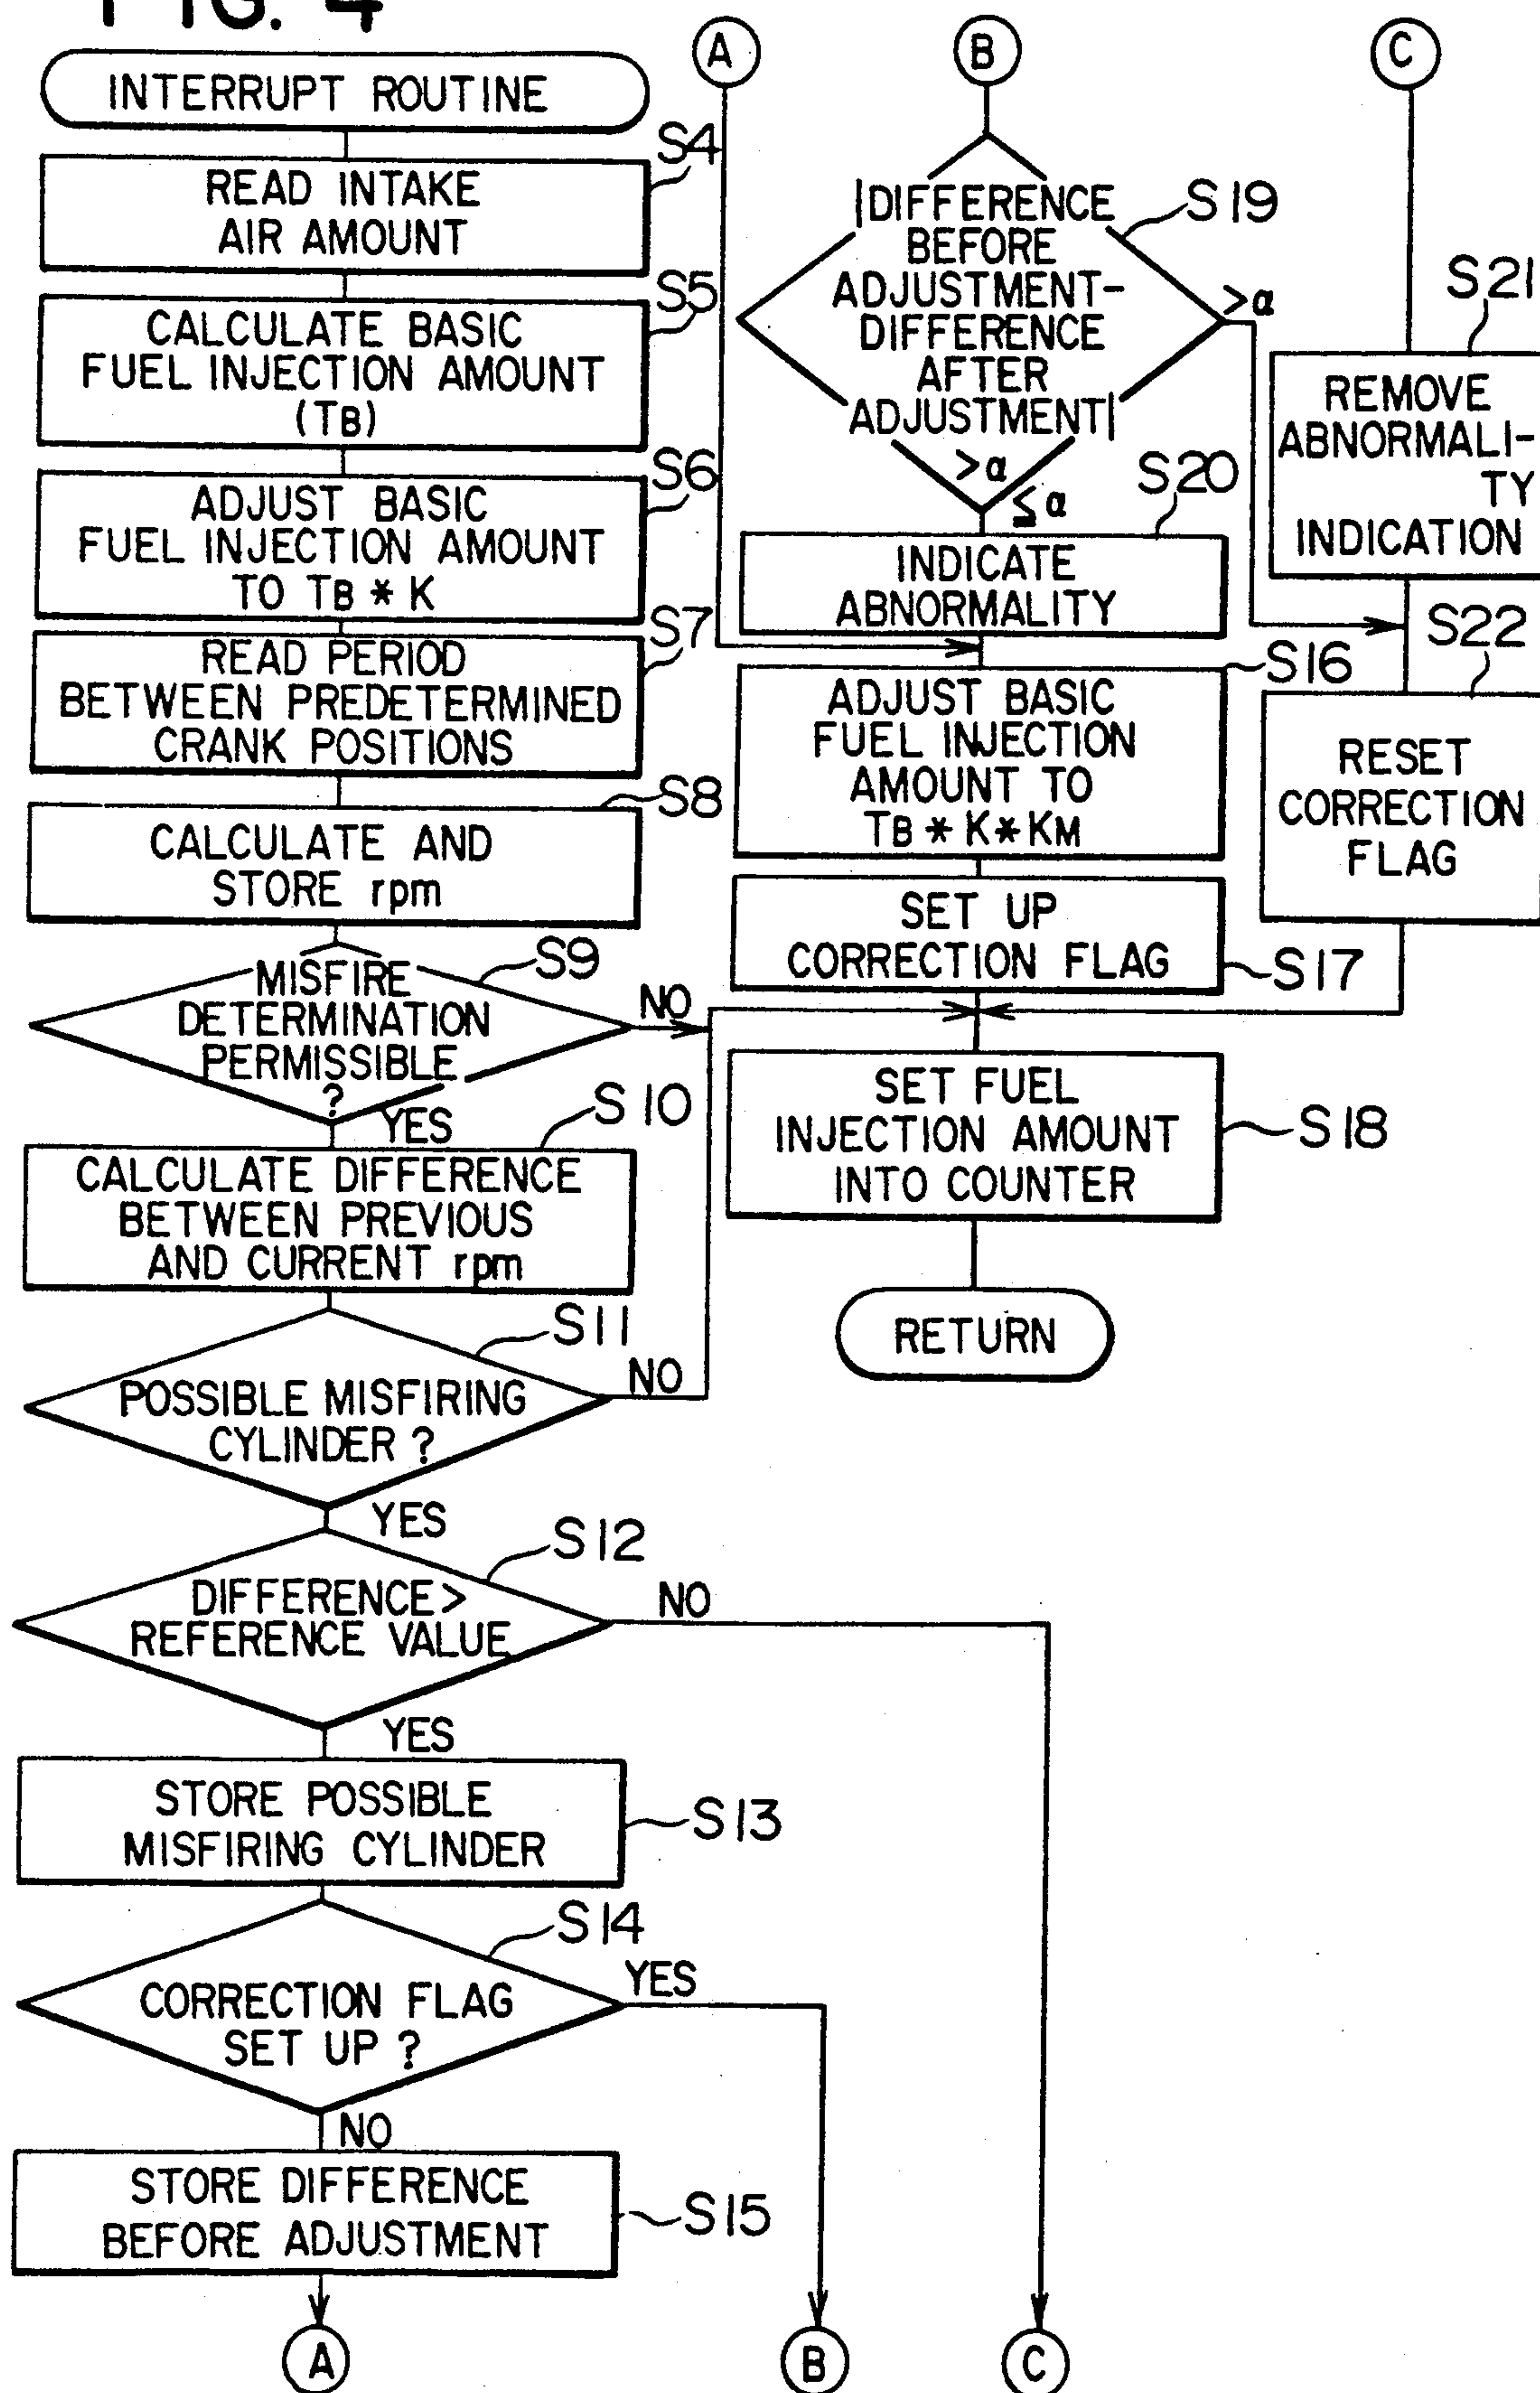 FIG. 4
INTERRUPT ROUTINE
S4
READ INTAKE
AIR AMOUNT
S5
CALCULATE BASIC
FUEL INJECTION AMOUNT
(TB)
S6
ADJUST BASIC
FUEL INJECTION AMOUNT
TO TB * K
S7
READ PERIOD
BETWEEN PREDETERMINED
CRANK POSITIONS
S8
CALCULATE AND
STORE rpm
S9
MISFIRE
DETERMINATION
PERMISSIBLE
?
NO
YES
S10
CALCULATE DIFFERENCE
BETWEEN PREVIOUS
AND CURRENT rpm
S11
POSSIBLE MISFIRING
CYLINDER ?
NO
YES
S12
DIFFERENCE >
REFERENCE VALUE
NO
YES
STORE POSSIBLE
MISFIRING CYLINDER
S13
S14
CORRECTION FLAG
SET UP ?
YES
NO
STORE DIFFERENCE
BEFORE ADJUSTMENT
S15
A
B
C
A
B
|DIFFERENCE
BEFORE
ADJUSTMENT-
DIFFERENCE
AFTER
ADJUSTMENT|
S19
>α
>α
≦α
S20
INDICATE
ABNORMALITY
S16
ADJUST BASIC
FUEL INJECTION
AMOUNT TO
TB * K * KM
SET UP
CORRECTION FLAG
S17
SET FUEL
INJECTION AMOUNT
INTO COUNTER
S18
RETURN
C
S21
REMOVE
ABNORMALI-
TY
INDICATION
S22
RESET
CORRECTION
FLAG